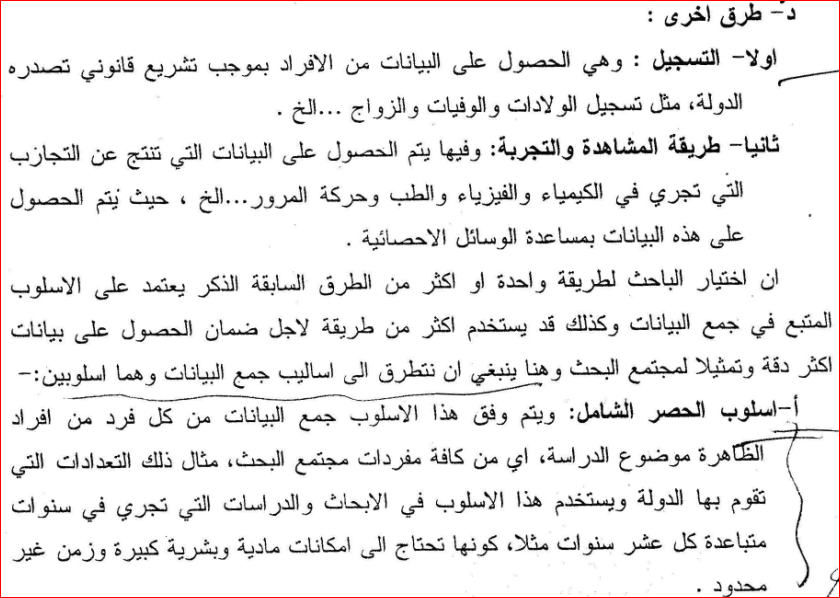 د- طرق اخرى :
اولا- التسجيل : وهي الحصول على البيانات من الافراد بموجب تشريع قانوني تصدره
الدولة، مثل تسجيل الولادات والوفيات والزواج ...الخ .
ثانيا- طريقة المشاهدة والتجربة: وفيها يتم الحصول على البيانات التي تنتج عن التجازب
التي تجري في الكيمياء والفيزياء والطب وحركة المرور...الخ ، حيث يتم الحصول
على هذه البيانات بمساعدة الوسائل الاحصائية .
ان اختيار الباحث لطريقة واحدة او اكثر من الطرق السابقة الذكر يعتمد على الاسلوب
المتبع في جمع البيانات وكذلك قد يستخدم اكثر من طريقة لاجل ضمان الحصول على بيانات
اكثر دقة وتمثيلا لمجتمع البحث وهنا ينبغي ان نتطرق الى اساليب جمع البيانات وهما اسلوبين:-
أ-اسلوب الحصر الشامل: ويتم وفق هذا الاسلوب جمع البيانات من كل فرد من افراد
الظاهرة موضوع الدراسة، اي من كافة مفردات مجتمع البحث، مثال ذلك التعدادات التي
تقوم بها الدولة ويستخدم هذا الاسلوب في الابحاث والدراسات التي تجري في سنوات
متباعدة كل عشر سنوات مثلا، كونها تحتاج الى امكانات مادية وبشرية كبيرة وزمن غير
محدود .